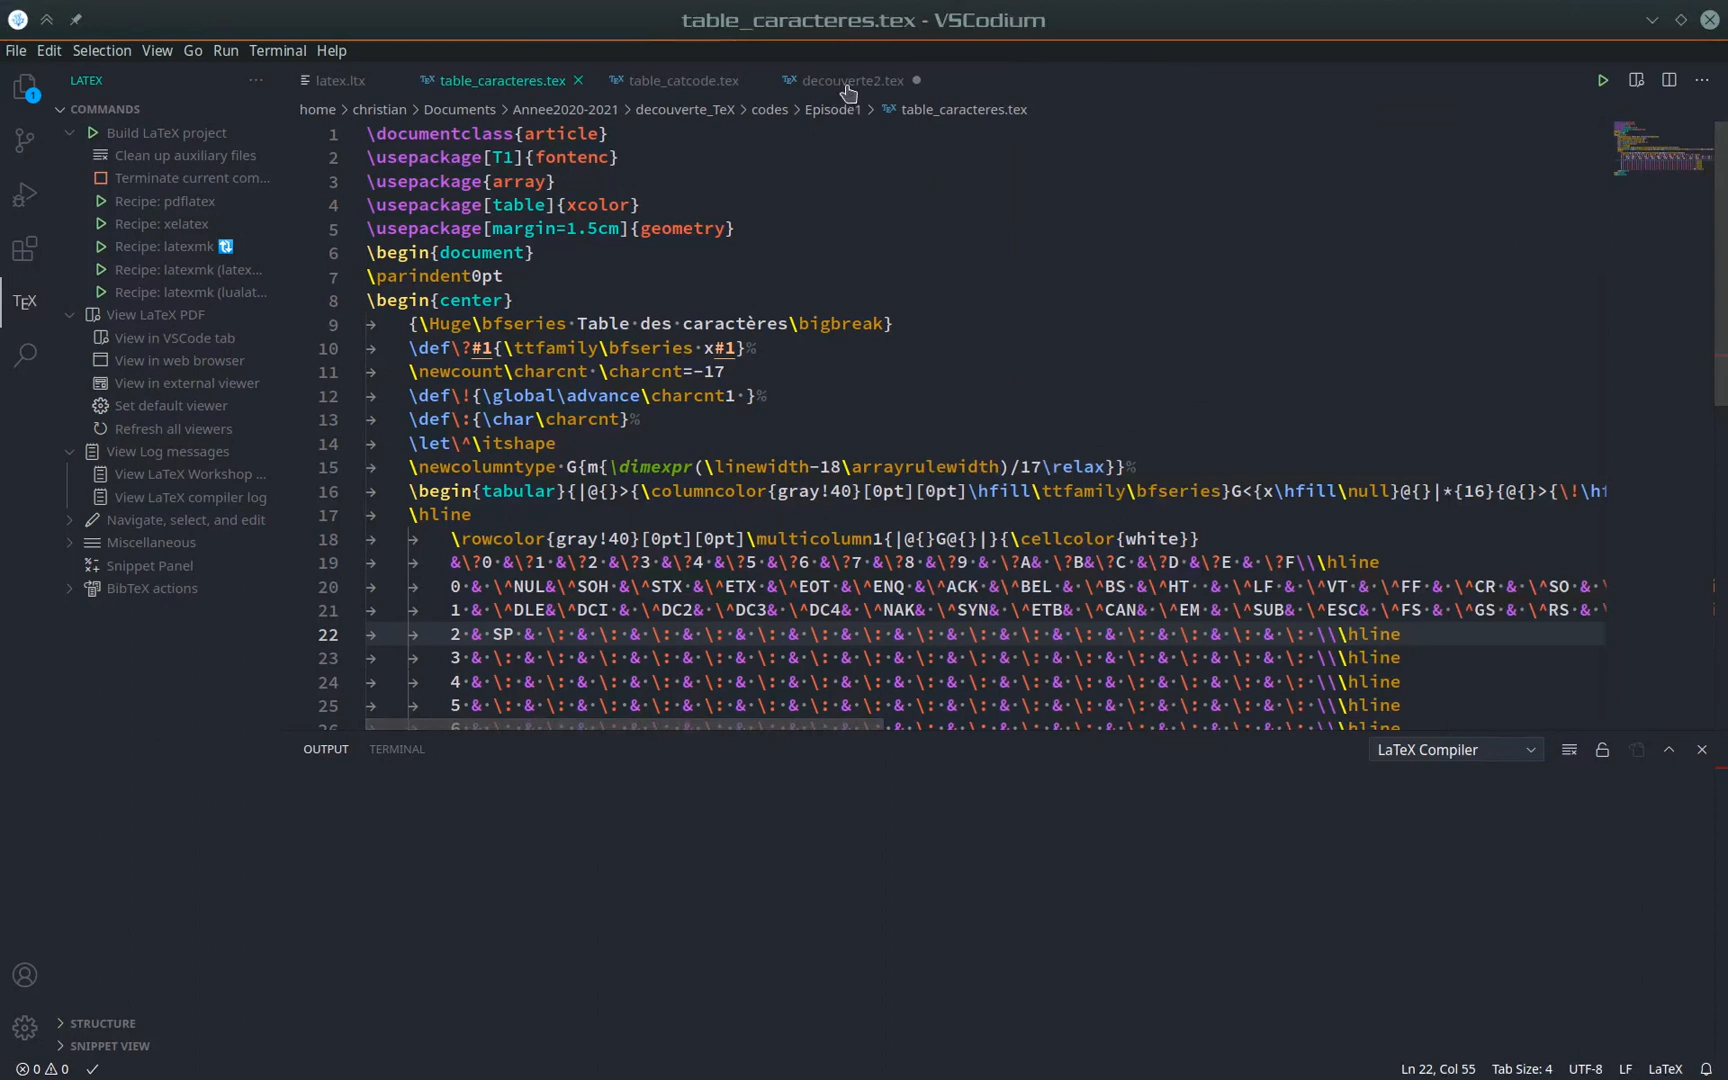 table_caracteres.tex - VSCodium
File Edit Selection View Go Run Terminal Help
LATEX ···
latex.ltx TEX table_caracteres.tex TEX table_catcode.tex TEX decouverte2.tex
COMMANDS
home > christian > Documents > Annee2020-2021 > decouverte_TeX > codes > Episode1 > TEX table_caracteres.tex
Build LaTeX project
Clean up auxiliary files
Terminate current com...
Recipe: pdflatex
Recipe: xelatex
Recipe: latexmk
Recipe: latexmk (latex...
Recipe: latexmk (lualat...
View LaTeX PDF
View in VSCode tab
View in web browser
View in external viewer
Set default viewer
Refresh all viewers
View Log messages
View LaTeX Workshop ...
View LaTeX compiler log
Navigate, select, and edit
Miscellaneous
Snippet Panel
BibTeX actions
TEX
1
1 \documentclass{article}
2 \usepackage[T1]{fontenc}
3 \usepackage{array}
4 \usepackage[table]{xcolor}
5 \usepackage[margin=1.5cm]{geometry}
6 \begin{document}
7 \parindent0pt
8 \begin{center}
9 → {\Huge\bfseries·Table·des·caractères\bigbreak}
10 → \def\?#1{\ttfamily\bfseries·x#1}%
11 → \newcount\charcnt·\charcnt=-17
12 → \def\!{\global\advance\charcnt1·}%
13 → \def\:{\char\charcnt}%
14 → \let\^\itshape
15 → \newcolumntype·G{m{\dimexpr(\linewidth-18\arrayrulewidth)/17\relax}}%
16 → \begin{tabular}{|@{}>{\columncolor{gray!40}[0pt][0pt]\hfill\ttfamily\bfseries}G<{x\hfill\null}@{}|*{16}{@{}>{\!\hf
17 → \hline
18 → → \rowcolor{gray!40}[0pt][0pt]\multicolumn1{|@{}G@{}|}{\cellcolor{white}}
19 → → &\?0·&\?1·&\?2·&\?3·&\?4·&\?5·&\?6·&\?7·&\?8·&\?9·&\?A&·\?B&\?C·&\?D·&\?E·&·\?F\\\hline
20 → → 0·&·\^NUL&\^SOH·&\^STX·&\^ETX·&\^EOT·&\^ENQ·&\^ACK·&\^BEL·&·\^BS·&·\^HT··&·\^LF·&·\^VT·&·\^FF·&·\^CR·&·\^SO·&·
21 → → 1·&·\^DLE&\^DCI·&·\^DC2&·\^DC3&·\^DC4&·\^NAK&·\^SYN&·\^ETB&·\^CAN&·\^EM·&·\^SUB&·\^ESC&·\^FS·&·\^GS·&·\^RS·&·
22 → → 2·&·SP·&·\:·&·\:·&·\:·&·\:·&·\:·&·\:·&·\:·&·\:·&·\:·&·\:·&·\:·&·\:·&·\:·&·\:·&·\:·\\\hline
23 → → 3·&·\:·&·\:·&·\:·&·\:·&·\:·&·\:·&·\:·&·\:·&·\:·&·\:·&·\:·&·\:·&·\:·&·\:·&·\:·&·\:·\\\hline
24 → → 4·&·\:·&·\:·&·\:·&·\:·&·\:·&·\:·&·\:·&·\:·&·\:·&·\:·&·\:·&·\:·&·\:·&·\:·&·\:·&·\:·\\\hline
25 → → 5·&·\:·&·\:·&·\:·&·\:·&·\:·&·\:·&·\:·&·\:·&·\:·&·\:·&·\:·&·\:·&·\:·&·\:·&·\:·&·\:·\\\hline
OUTPUT TERMINAL LaTeX Compiler
STRUCTURE
SNIPPET VIEW
0 0 Ln 22, Col 55 Tab Size: 4 UTF-8 LF LaTeX